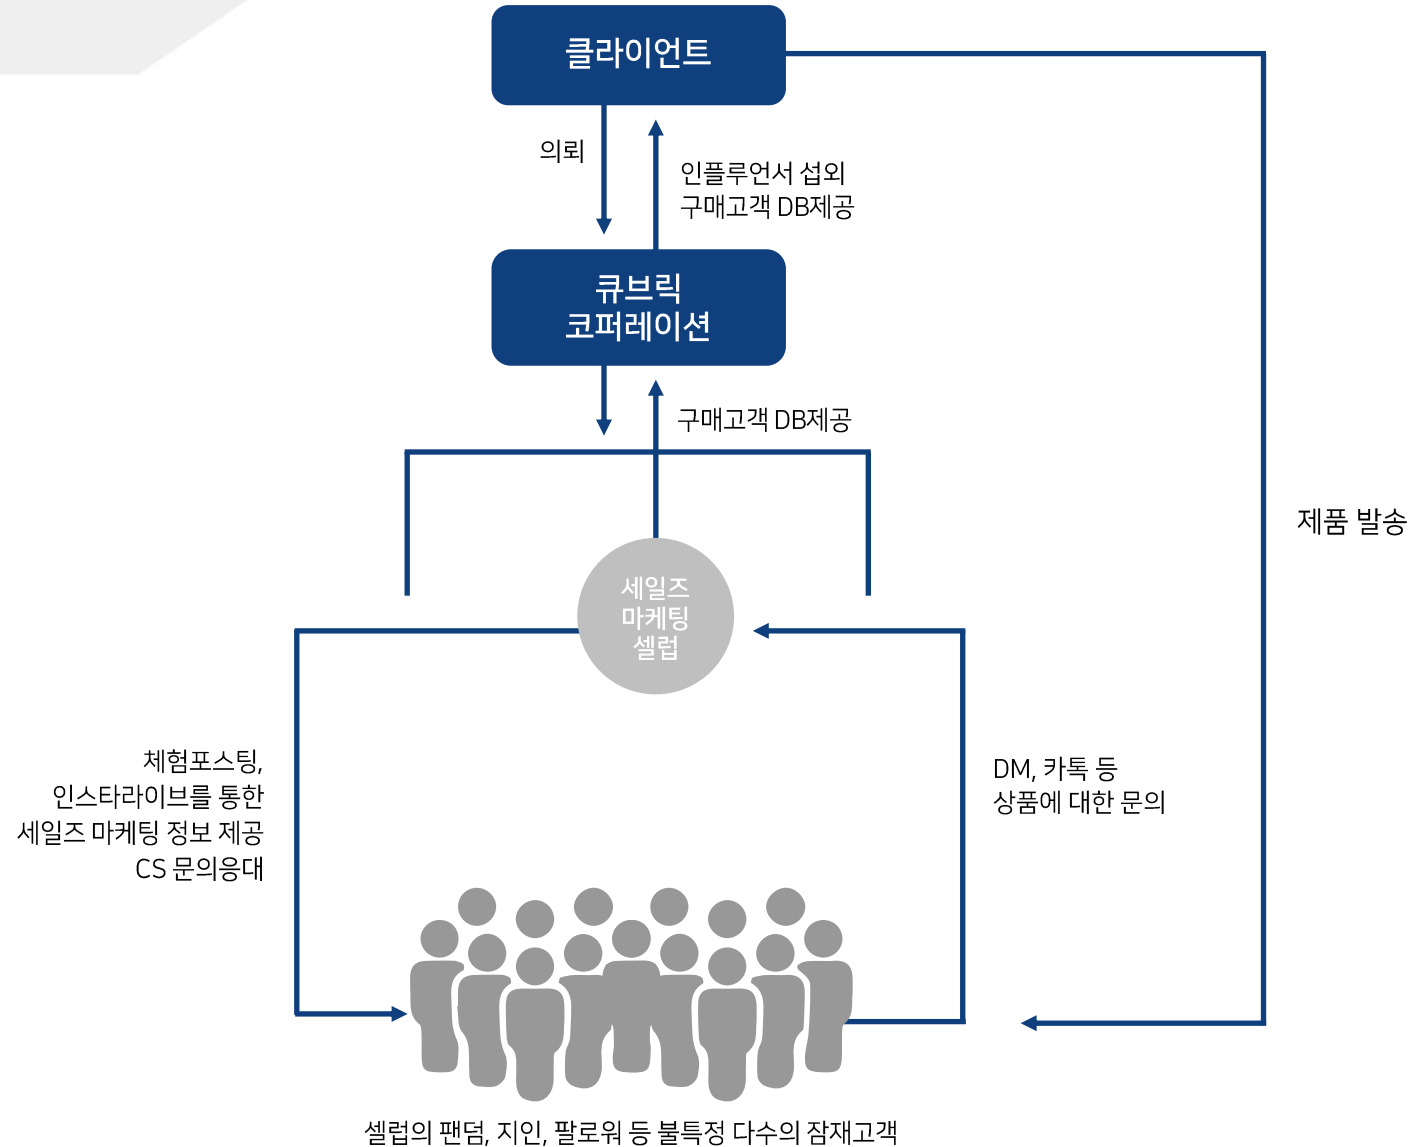 클라이언트
의뢰
인플루언서 섭외
구매고객 DB제공
큐브릭
코퍼레이션
구매고객 DB제공
제품 발송
세일즈
마케팅
셀럽
체험포스팅,
인스타라이브를 통한
세일즈 마케팅 정보 제공
CS 문의응대
DM, 카톡 등
상품에 대한 문의
셀럽의 팬덤, 지인, 팔로워 등 불특정 다수의 잠재고객